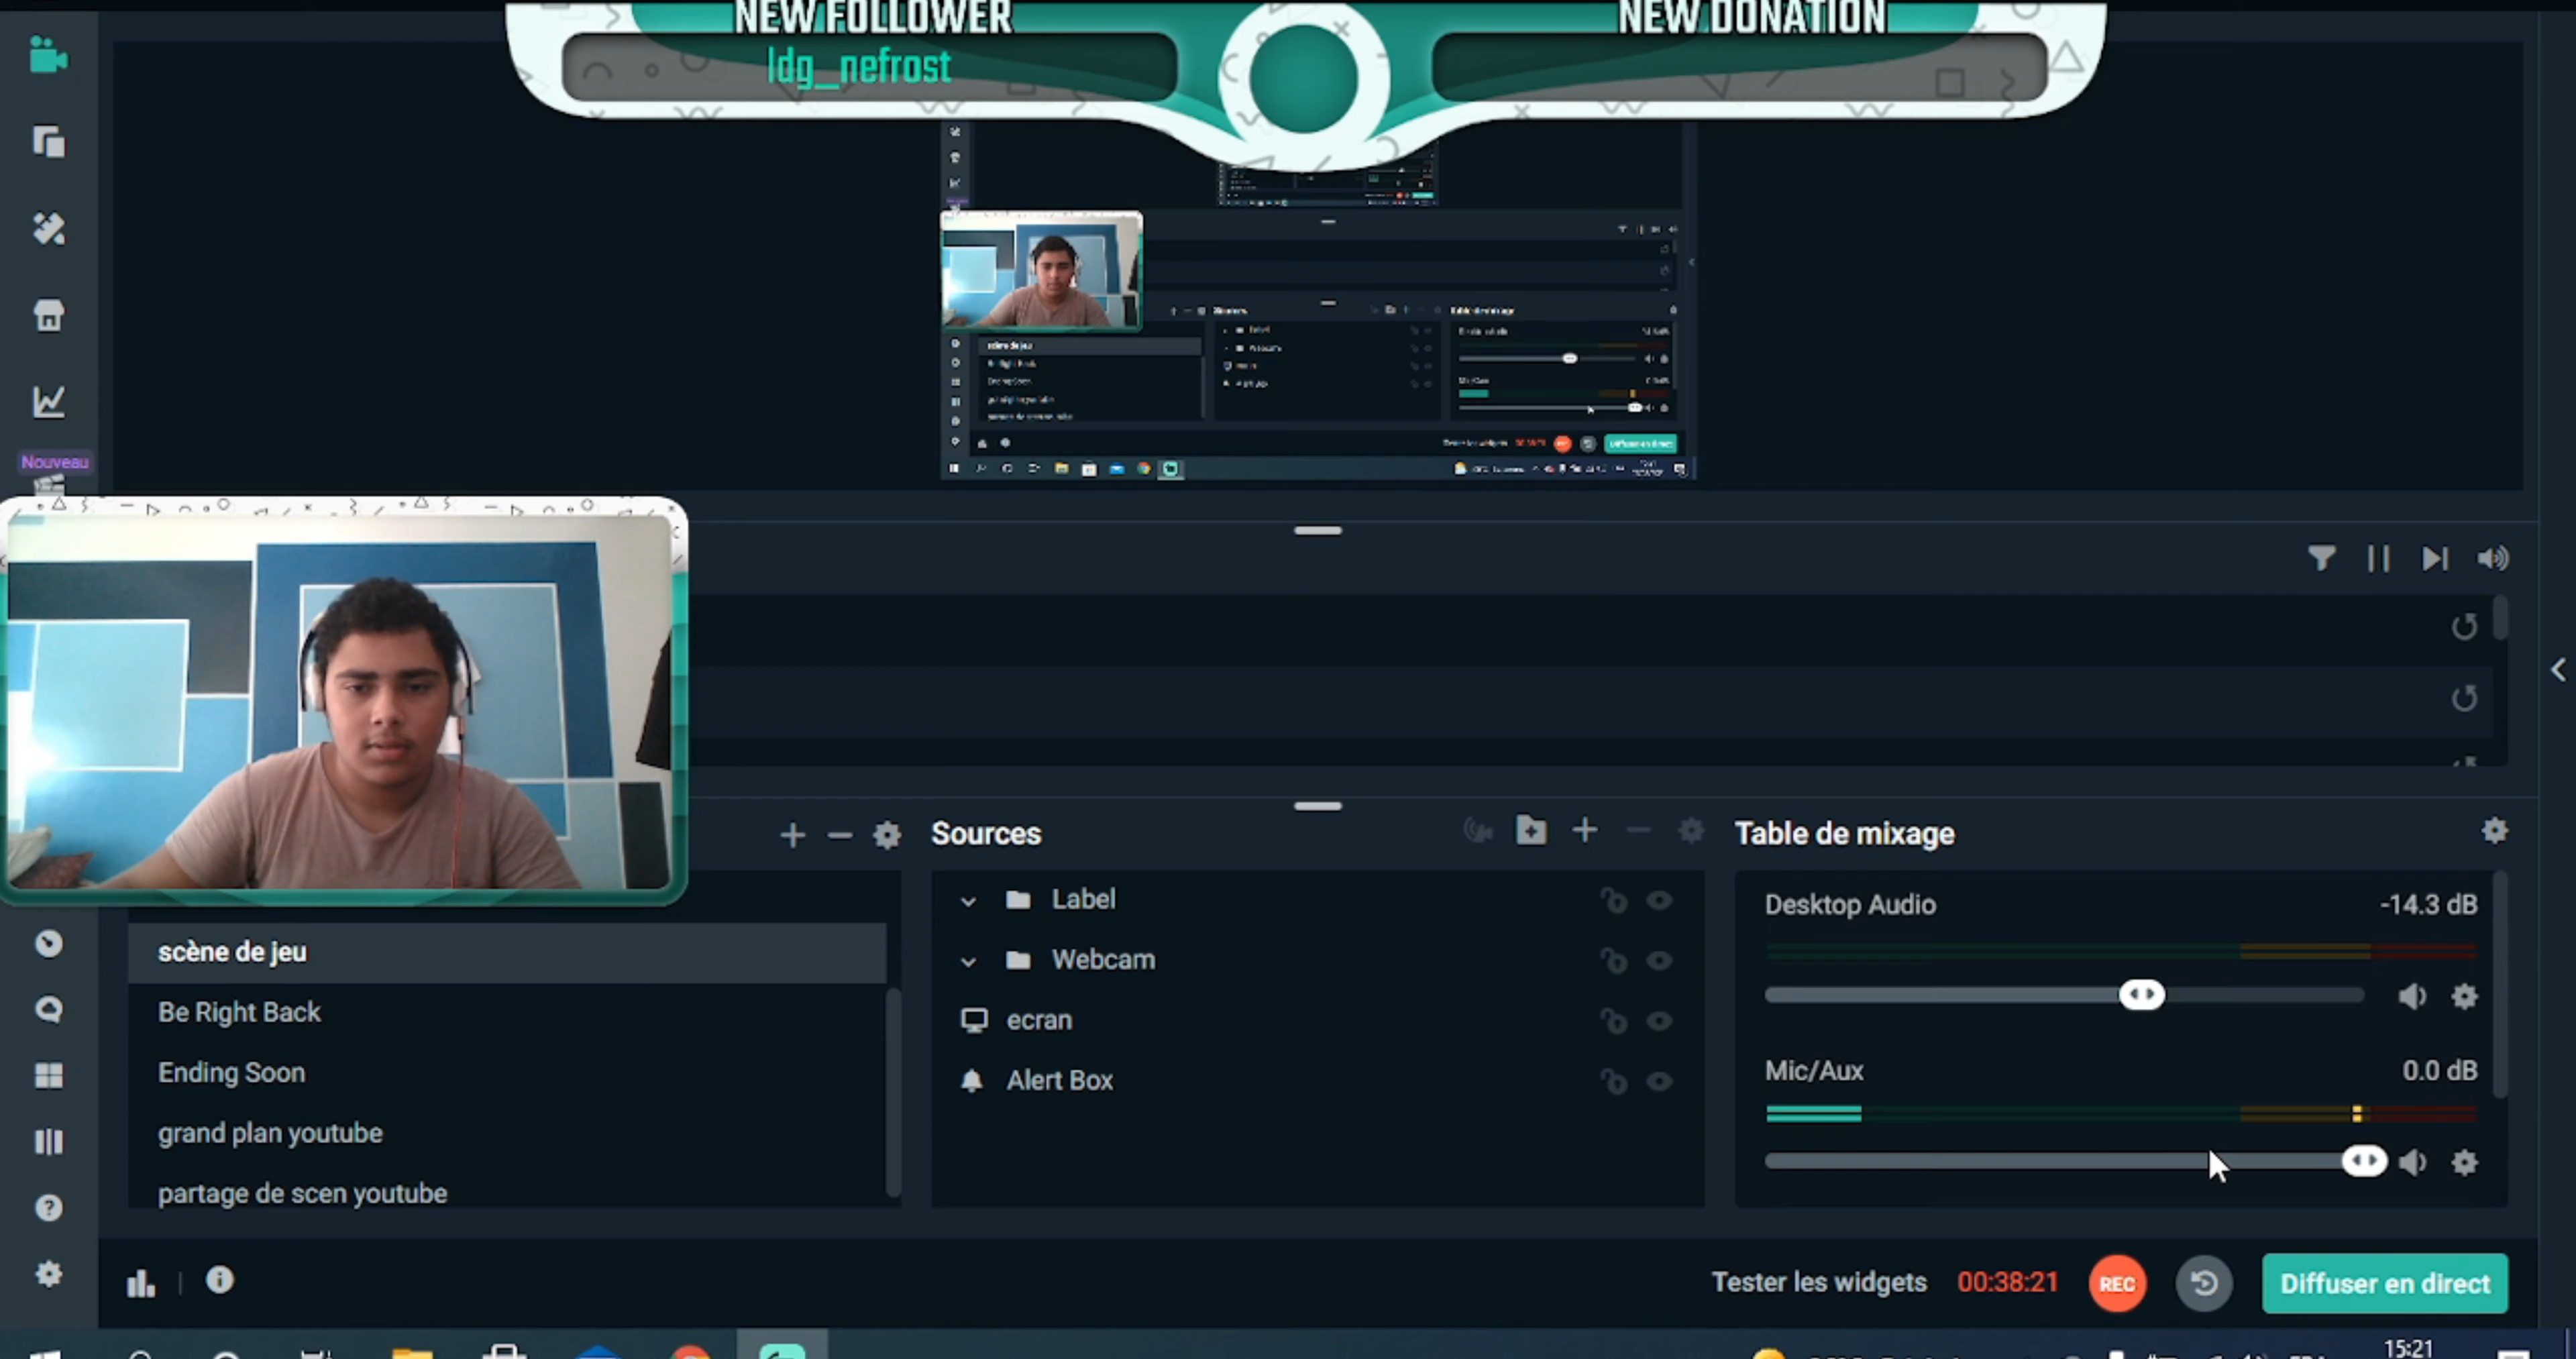 NEW FOLLOWER
NEW DONATION
ldg_nefrost
Nouveau
Sources
Table de mixage
Label
Desktop Audio
-14.3 dB
scène de jeu
Webcam
Be Right Back
ecran
Ending Soon
Alert Box
Mic/Aux
0.0 dB
grand plan youtube
partage de scen youtube
Tester les widgets
00:38:21
REC
Diffuser en direct
15:21